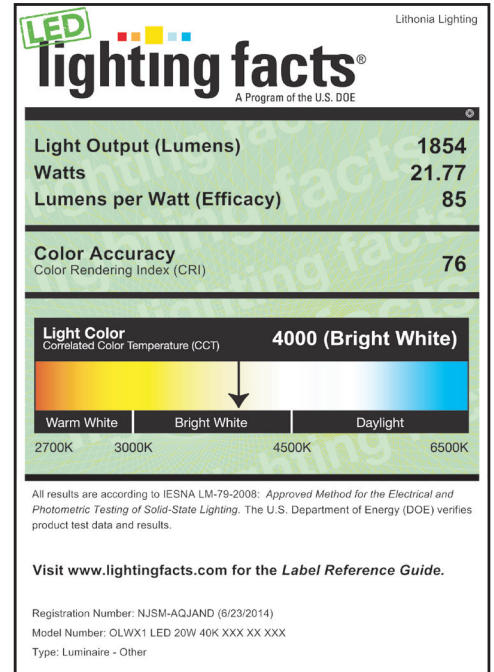 Lithonia Lighting
LED
lighting facts®
A Program of the U.S. DOE
Light Output (Lumens) 1854
Watts 21.77
Lumens per Watt (Efficacy) 85
Color Accuracy 76
Color Rendering Index (CRI)
Light Color 4000 (Bright White)
Correlated Color Temperature (CCT)
Warm White Bright White Daylight
2700K 3000K 4500K 6500K
All results are according to IESNA LM-79-2008: Approved Method for the Electrical and
Photometric Testing of Solid-State Lighting. The U.S. Department of Energy (DOE) verifies
product test data and results.
Visit www.lightingfacts.com for the Label Reference Guide.
Registration Number: NJSM-AQJAND (6/23/2014)
Model Number: OLWX1 LED 20W 40K XXX XX XXX
Type: Luminaire - Other